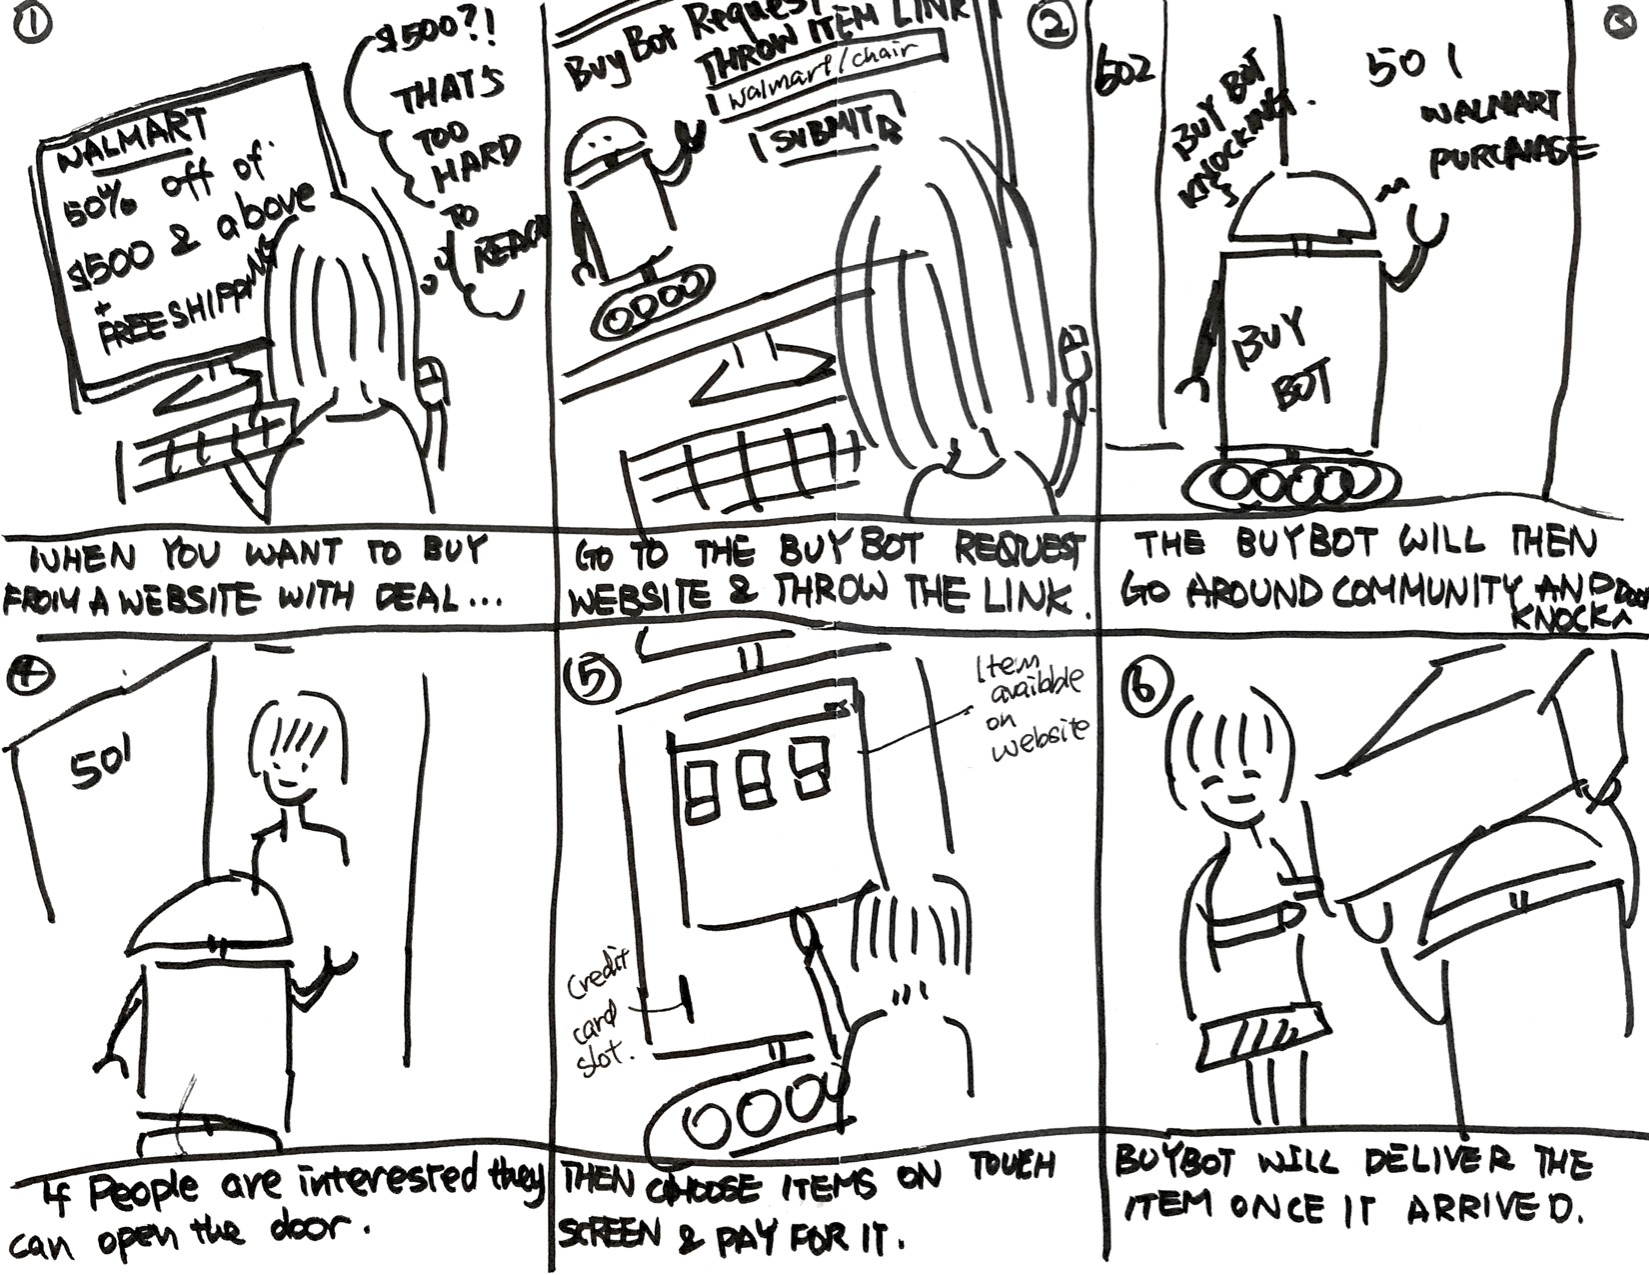 1
WALMART
50% off of
$500 & above
+
FREE SHIPPING
$500?!
THAT'S
TOO
HARD
TO
REACH
WHEN YOU WANT TO BUY
FROM A WEBSITE WITH DEAL...
2
BuyBot Request
THROW ITEM LINK
walmart/chair
SUBMIT
GO TO THE BUYBOT REQUEST
WEBSITE & THROW THE LINK.
3
502
BUY BOT
KNOCKING.
501
WALMART
PURCHASE
BUY
BOT
THE BUYBOT WILL THEN
GO AROUND COMMUNITY AND DOOR
KNOCK
4
501
If People are interested they
can open the door.
5
Item
availble
on
website
credit
card
slot.
THEN CHOOSE ITEMS ON TOUCH
SCREEN & PAY FOR IT.
6
BUYBOT WILL DELIVER THE
ITEM ONCE IT ARRIVED.